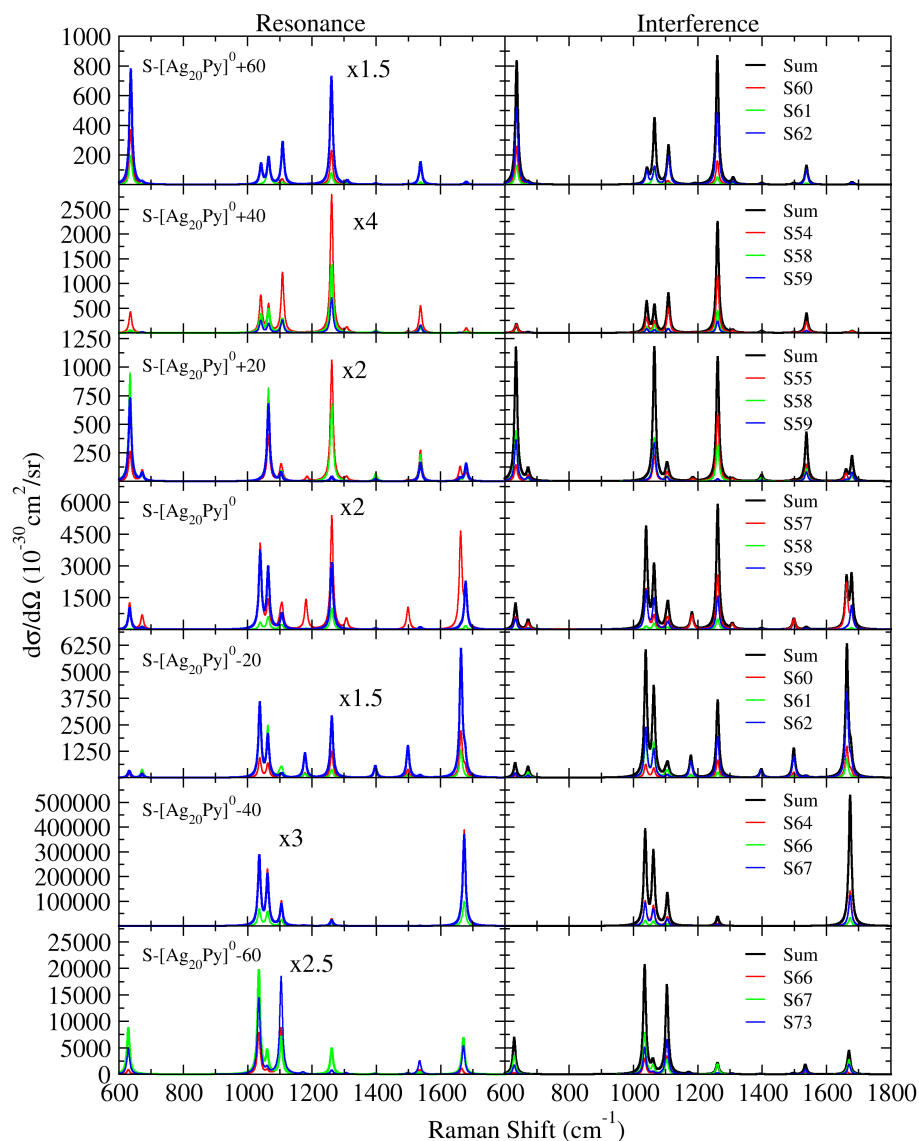 Resonance
Interference
1000
800
600
400
200
S-[Ag20Py]0+60
x1.5
Sum
S60
S61
S62
2500
2000
1500
1000
500
S-[Ag20Py]0+40
x4
Sum
S54
S58
S59
1250
1000
750
500
250
S-[Ag20Py]0+20
x2
Sum
S55
S58
S59
6000
4500
3000
1500
S-[Ag20Py]0
x2
Sum
S57
S58
S59
6250
5000
3750
2500
1250
S-[Ag20Py]0-20
x1.5
Sum
S60
S61
S62
500000
400000
300000
200000
100000
S-[Ag20Py]0-40
x3
Sum
S64
S66
S67
25000
20000
15000
10000
5000
0
S-[Ag20Py]0-60
x2.5
Sum
S66
S67
S73
dσ/dΩ (10-30 cm2/sr)
600 800 1000 1200 1400 1600 600 800 1000 1200 1400 1600 1800
Raman Shift (cm-1)